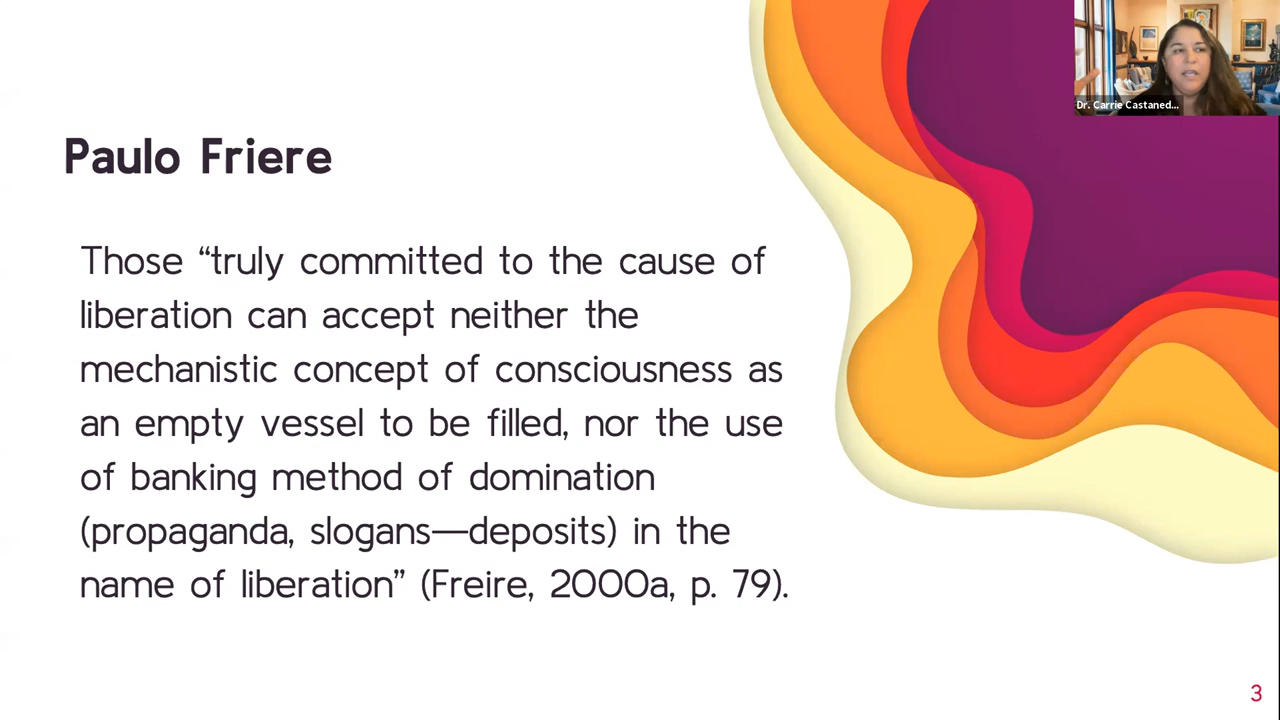 Dr. Carrie Castaned...
Paulo Friere
Those “truly committed to the cause of
liberation can accept neither the
mechanistic concept of consciousness as
an empty vessel to be filled, nor the use
of banking method of domination
(propaganda, slogans—deposits) in the
name of liberation” (Freire, 2000a, p. 79).
3